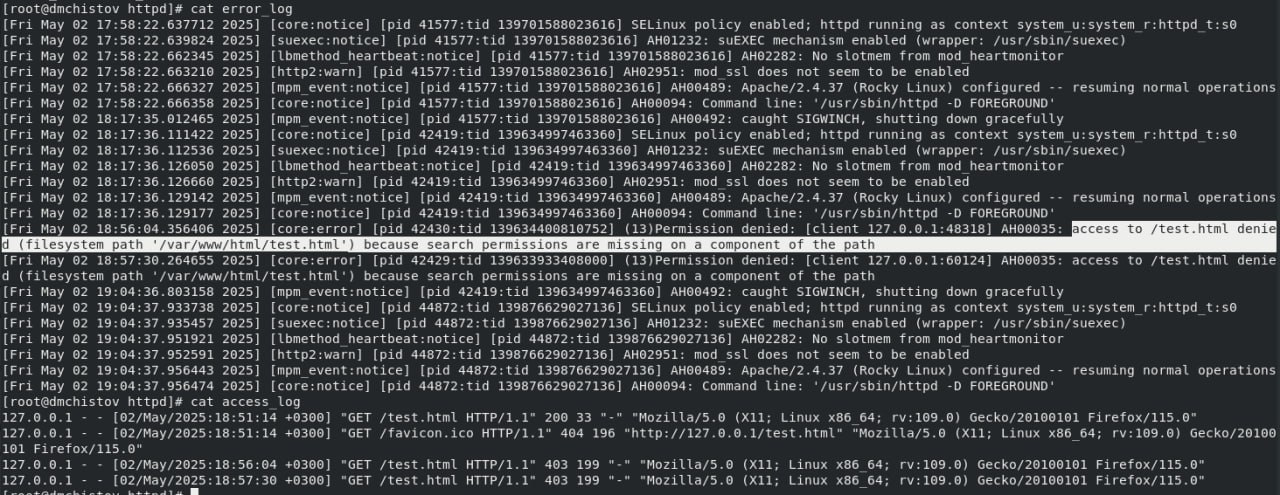 [root@dmchistov httpd]# cat error_log
[Fri May 02 17:58:22.637712 2025] [core:notice] [pid 41577:tid 139701588023616] SELinux policy enabled; httpd running as context system_u:system_r:httpd_t:s0
[Fri May 02 17:58:22.639824 2025] [suexec:notice] [pid 41577:tid 139701588023616] AH01232: suEXEC mechanism enabled (wrapper: /usr/sbin/suexec)
[Fri May 02 17:58:22.662345 2025] [lbmethod_heartbeat:notice] [pid 41577:tid 139701588023616] AH02282: No slotmem from mod_heartmonitor
[Fri May 02 17:58:22.663210 2025] [http2:warn] [pid 41577:tid 139701588023616] AH02951: mod_ssl does not seem to be enabled
[Fri May 02 17:58:22.666327 2025] [mpm_event:notice] [pid 41577:tid 139701588023616] AH00489: Apache/2.4.37 (Rocky Linux) configured -- resuming normal operations
[Fri May 02 17:58:22.666358 2025] [core:notice] [pid 41577:tid 139701588023616] AH00094: Command line: '/usr/sbin/httpd -D FOREGROUND'
[Fri May 02 18:17:35.012465 2025] [mpm_event:notice] [pid 41577:tid 139701588023616] AH00492: caught SIGWINCH, shutting down gracefully
[Fri May 02 18:17:36.111422 2025] [core:notice] [pid 42419:tid 139634997463360] SELinux policy enabled; httpd running as context system_u:system_r:httpd_t:s0
[Fri May 02 18:17:36.112536 2025] [suexec:notice] [pid 42419:tid 139634997463360] AH01232: suEXEC mechanism enabled (wrapper: /usr/sbin/suexec)
[Fri May 02 18:17:36.126050 2025] [lbmethod_heartbeat:notice] [pid 42419:tid 139634997463360] AH02282: No slotmem from mod_heartmonitor
[Fri May 02 18:17:36.126660 2025] [http2:warn] [pid 42419:tid 139634997463360] AH02951: mod_ssl does not seem to be enabled
[Fri May 02 18:17:36.129142 2025] [mpm_event:notice] [pid 42419:tid 139634997463360] AH00489: Apache/2.4.37 (Rocky Linux) configured -- resuming normal operations
[Fri May 02 18:17:36.129177 2025] [core:notice] [pid 42419:tid 139634997463360] AH00094: Command line: '/usr/sbin/httpd -D FOREGROUND'
[Fri May 02 18:56:04.356406 2025] [core:error] [pid 42430:tid 139634400810752] (13)Permission denied: [client 127.0.0.1:48318] AH00035: access to /test.html denie
d (filesystem path '/var/www/html/test.html') because search permissions are missing on a component of the path
[Fri May 02 18:57:30.264655 2025] [core:error] [pid 42429:tid 139633933408000] (13)Permission denied: [client 127.0.0.1:60124] AH00035: access to /test.html denie
d (filesystem path '/var/www/html/test.html') because search permissions are missing on a component of the path
[Fri May 02 19:04:36.803158 2025] [mpm_event:notice] [pid 42419:tid 139634997463360] AH00492: caught SIGWINCH, shutting down gracefully
[Fri May 02 19:04:37.933738 2025] [core:notice] [pid 44872:tid 139876629027136] SELinux policy enabled; httpd running as context system_u:system_r:httpd_t:s0
[Fri May 02 19:04:37.935457 2025] [suexec:notice] [pid 44872:tid 139876629027136] AH01232: suEXEC mechanism enabled (wrapper: /usr/sbin/suexec)
[Fri May 02 19:04:37.951921 2025] [lbmethod_heartbeat:notice] [pid 44872:tid 139876629027136] AH02282: No slotmem from mod_heartmonitor
[Fri May 02 19:04:37.952591 2025] [http2:warn] [pid 44872:tid 139876629027136] AH02951: mod_ssl does not seem to be enabled
[Fri May 02 19:04:37.956443 2025] [mpm_event:notice] [pid 44872:tid 139876629027136] AH00489: Apache/2.4.37 (Rocky Linux) configured -- resuming normal operations
[Fri May 02 19:04:37.956474 2025] [core:notice] [pid 44872:tid 139876629027136] AH00094: Command line: '/usr/sbin/httpd -D FOREGROUND'
[root@dmchistov httpd]# cat access_log
127.0.0.1 - - [02/May/2025:18:51:14 +0300] "GET /test.html HTTP/1.1" 200 33 "-" "Mozilla/5.0 (X11; Linux x86_64; rv:109.0) Gecko/20100101 Firefox/115.0"
127.0.0.1 - - [02/May/2025:18:51:14 +0300] "GET /favicon.ico HTTP/1.1" 404 196 "http://127.0.0.1/test.html" "Mozilla/5.0 (X11; Linux x86_64; rv:109.0) Gecko/20100
101 Firefox/115.0"
127.0.0.1 - - [02/May/2025:18:56:04 +0300] "GET /test.html HTTP/1.1" 403 199 "-" "Mozilla/5.0 (X11; Linux x86_64; rv:109.0) Gecko/20100101 Firefox/115.0"
127.0.0.1 - - [02/May/2025:18:57:30 +0300] "GET /test.html HTTP/1.1" 403 199 "-" "Mozilla/5.0 (X11; Linux x86_64; rv:109.0) Gecko/20100101 Firefox/115.0"
[root@dmchistov httpd]#